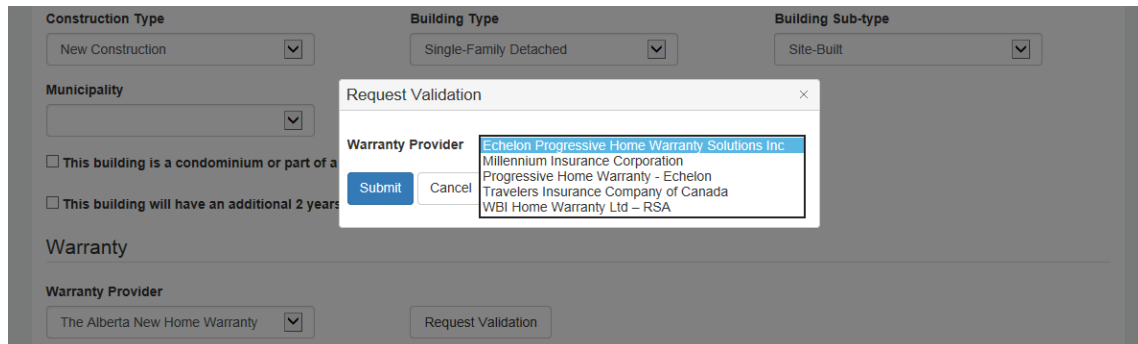 Construction Type Building Type Building Sub-type
New Construction Single-Family Detached Site-Built
Municipality
Request Validation ×
Warranty Provider Echelon Progressive Home Warranty Solutions Inc
Millennium Insurance Corporation
Progressive Home Warranty - Echelon
Travelers Insurance Company of Canada
WBI Home Warranty Ltd – RSA
Submit Cancel
This building is a condominium or part of a
This building will have an additional 2 years
Warranty
Warranty Provider
The Alberta New Home Warranty Request Validation